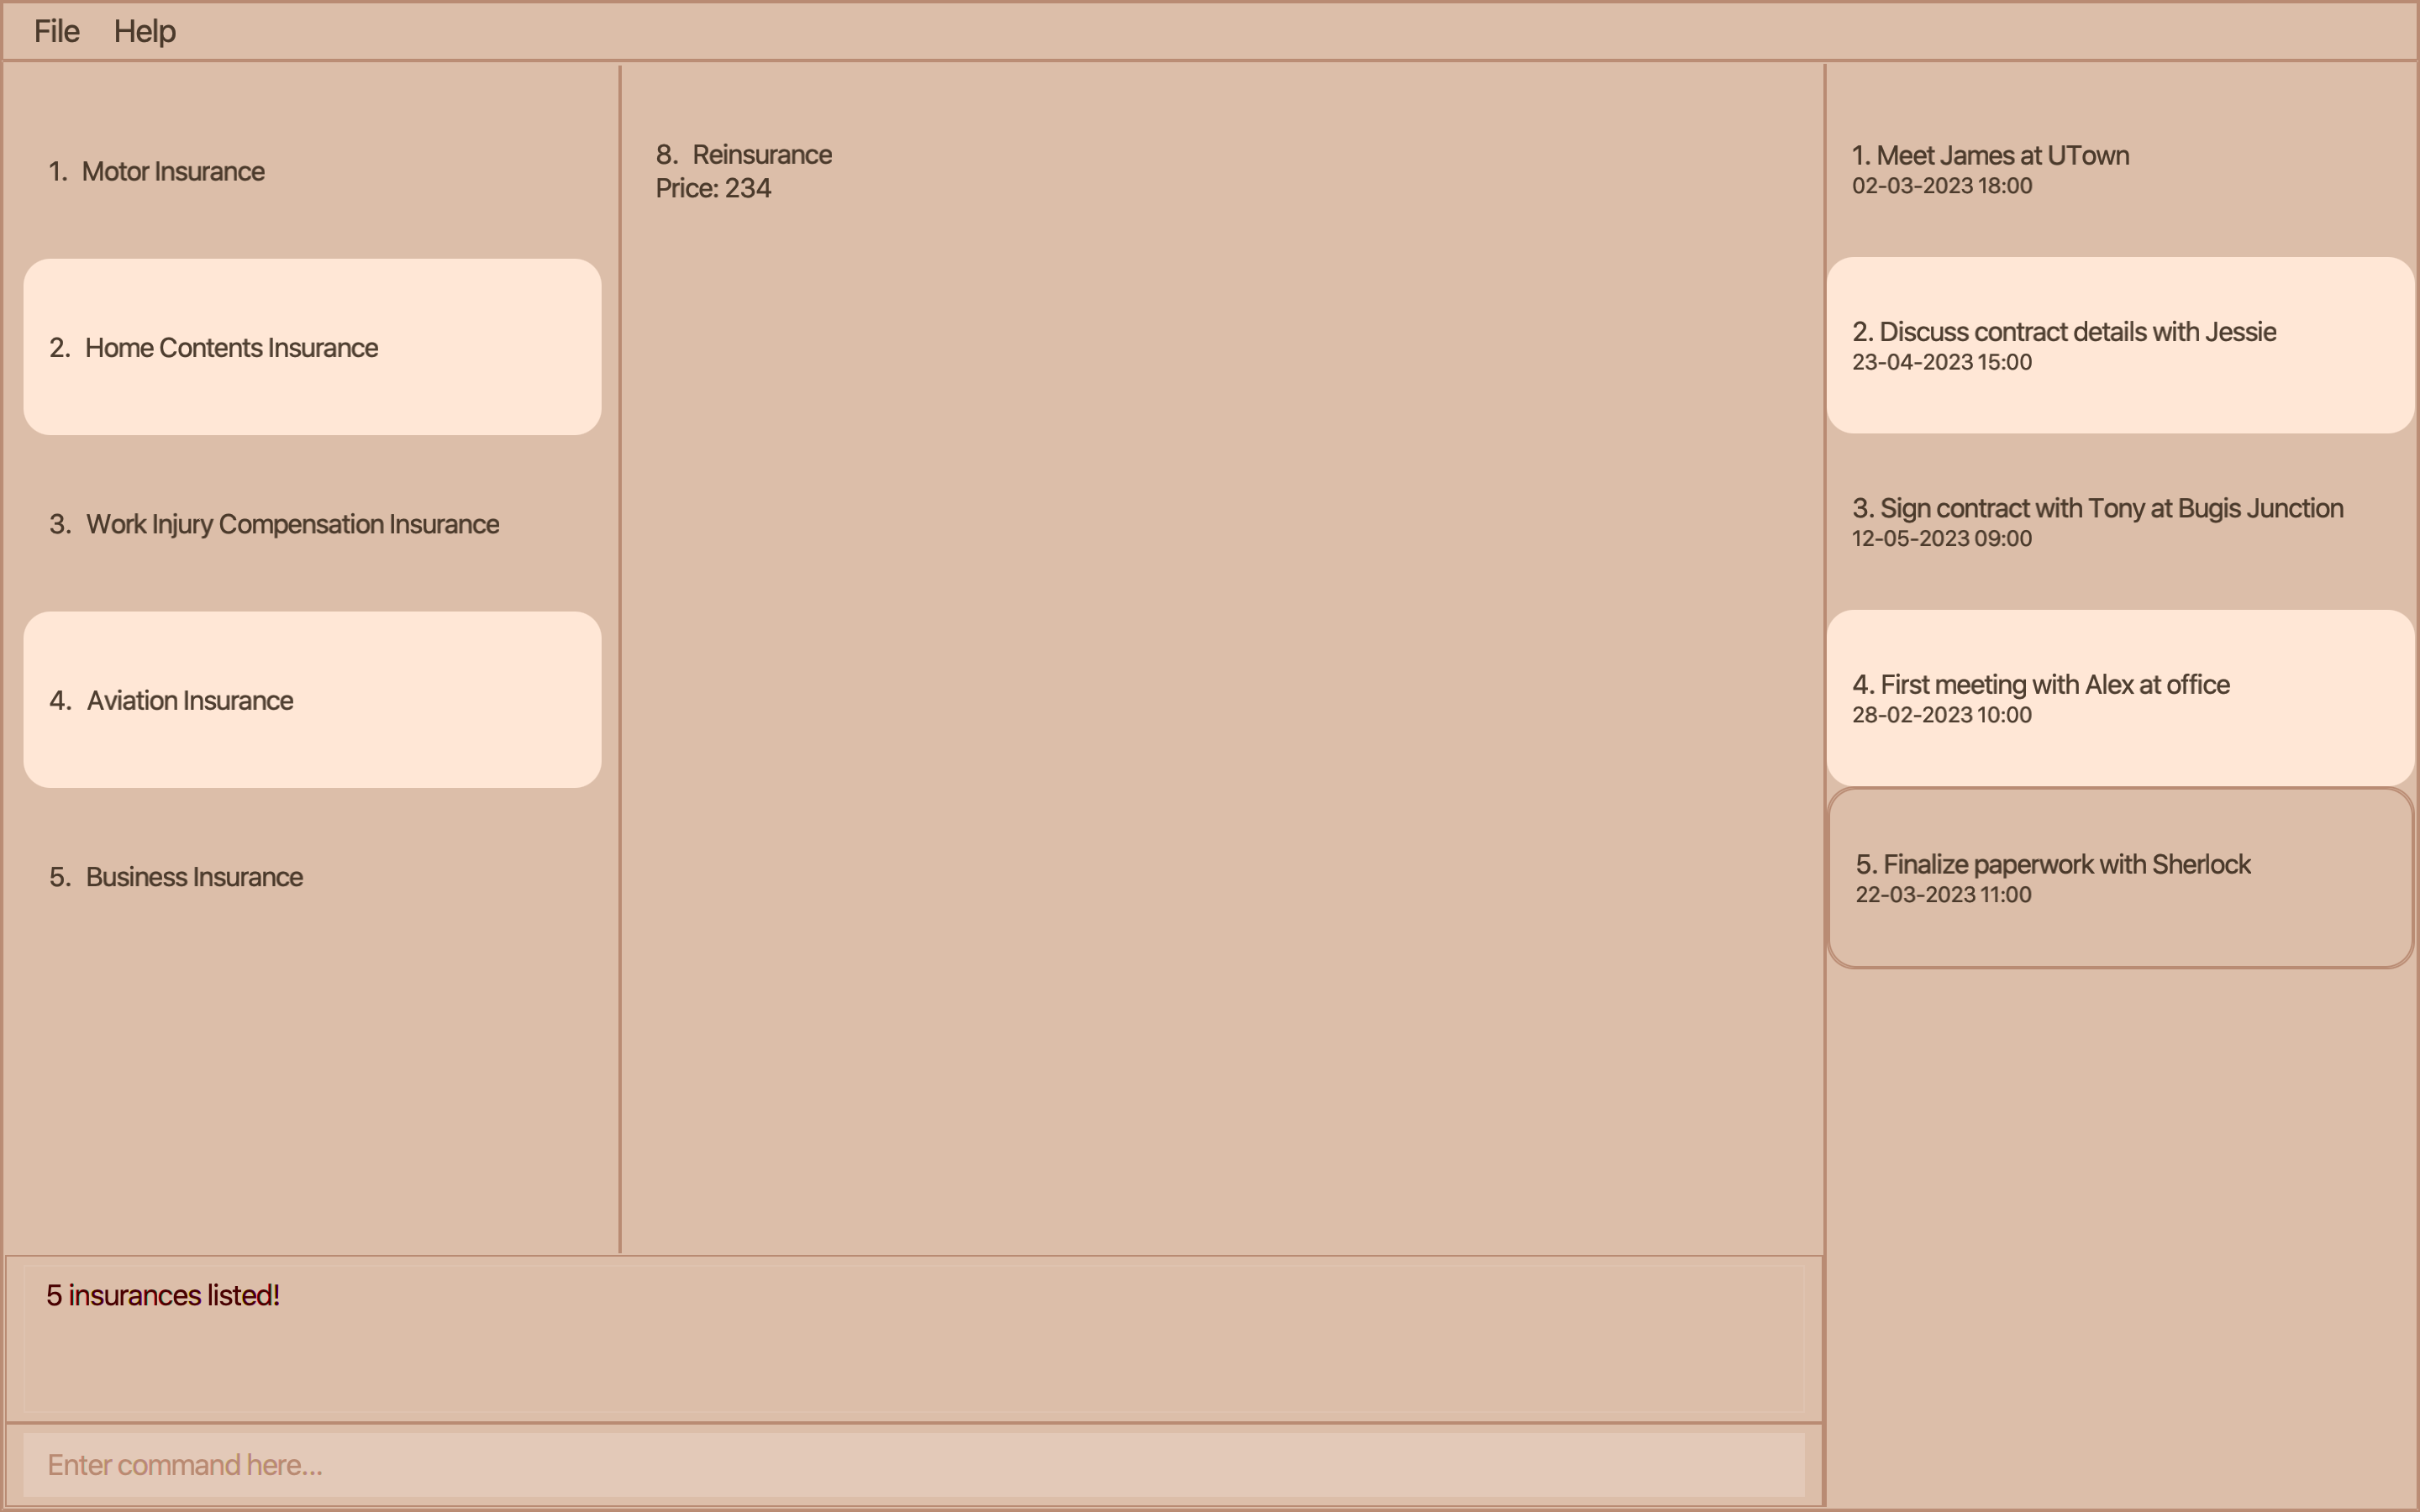 File Help
1. Motor Insurance
2. Home Contents Insurance
3. Work Injury Compensation Insurance
4. Aviation Insurance
5. Business Insurance
8. Reinsurance
Price: 234
1. Meet James at UTown
02-03-2023 18:00
2. Discuss contract details with Jessie
23-04-2023 15:00
3. Sign contract with Tony at Bugis Junction
12-05-2023 09:00
4. First meeting with Alex at office
28-02-2023 10:00
5. Finalize paperwork with Sherlock
22-03-2023 11:00
5 insurances listed!
Enter command here...